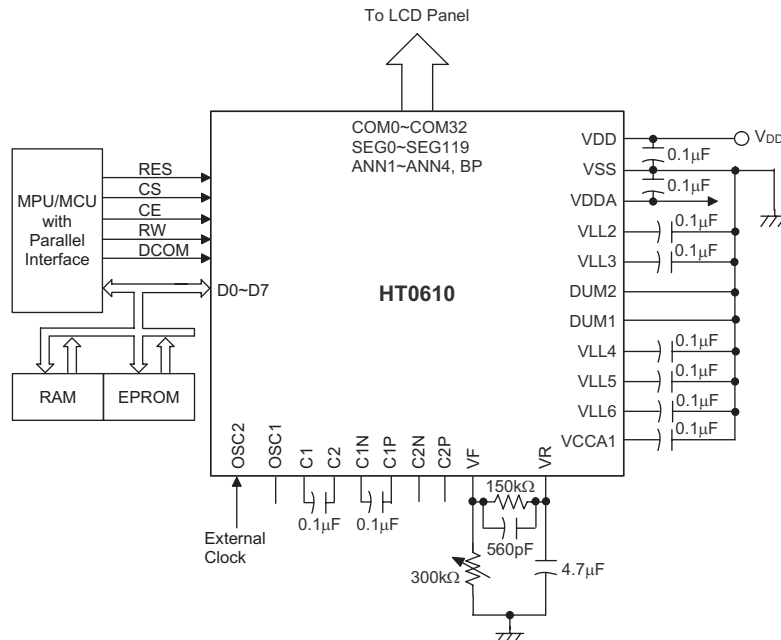 To LCD Panel
COM0~COM32
SEG0~SEG119
ANN1~ANN4, BP
MPU/MCU
with
Parallel
Interface
RES
CS
CE
RW
DCOM
D0~D7
RAM
EPROM
HT0610
VDD
VSS
VDDA
VLL2
VLL3
DUM2
DUM1
VLL4
VLL5
VLL6
VCCA1
VDD
0.1μF
0.1μF
0.1μF
0.1μF
0.1μF
0.1μF
0.1μF
0.1μF
OSC2
OSC1
C1
C2
C1N
C1P
C2N
C2P
VF
VR
External
Clock
0.1μF
0.1μF
150kΩ
560pF
300kΩ
4.7μF